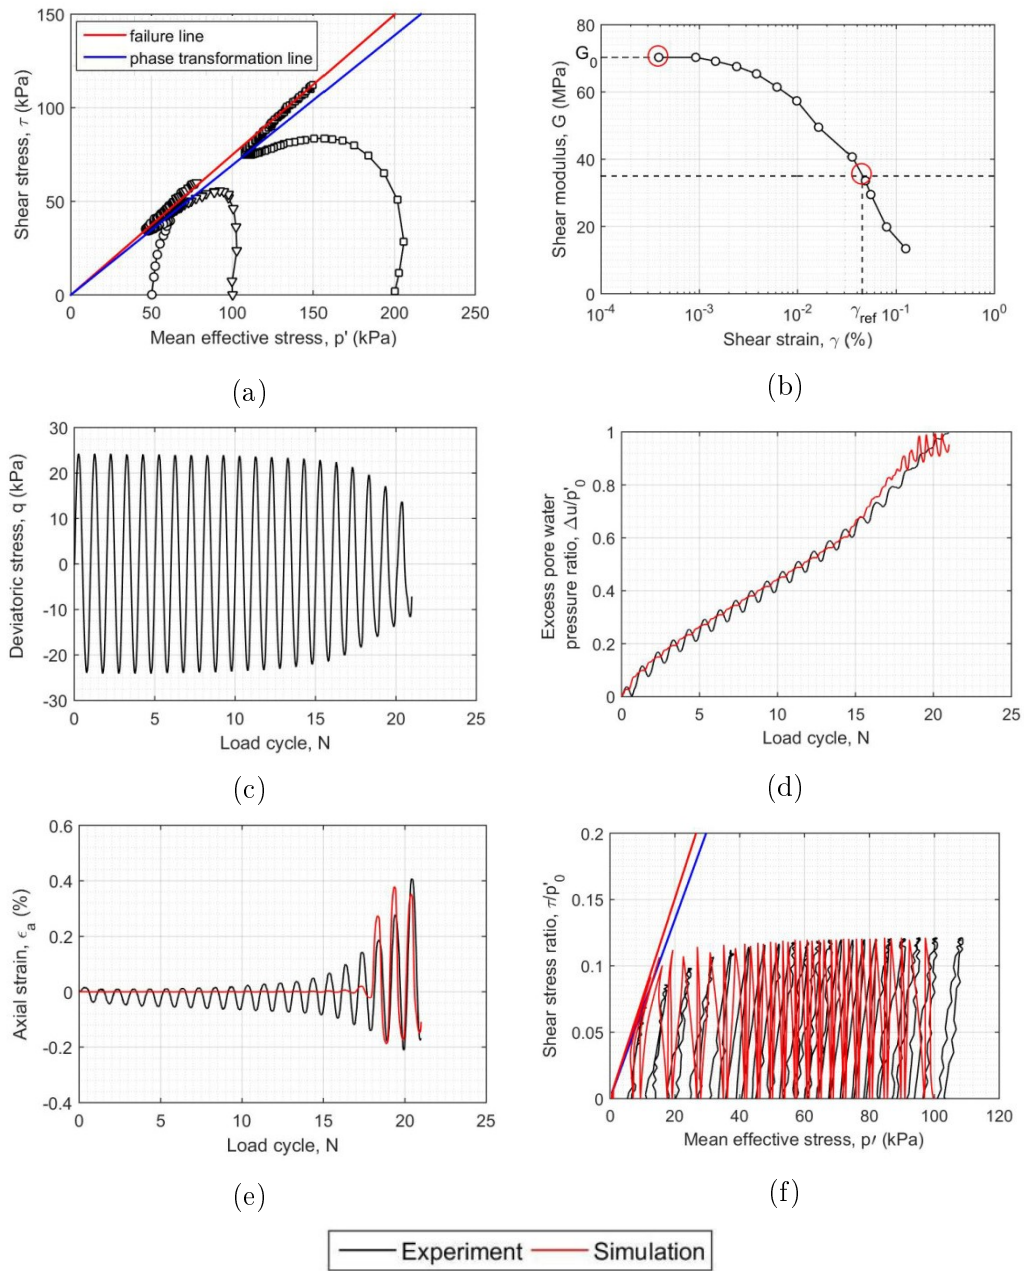 150
100
50
0
0
50
100
150
200
250
Shear stress, τ (kPa)
Mean effective stress, p' (kPa)
failure line
phase transformation line
(a)
80
G0
60
40
20
0
10-4
10-3
10-2
γref
10-1
100
Shear modulus, G (MPa)
Shear strain, γ (%)
(b)
30
20
10
0
-10
-20
-30
0
5
10
15
20
25
Deviatoric stress, q (kPa)
Load cycle, N
(c)
1
0.8
0.6
0.4
0.2
0
0
5
10
15
20
25
Excess pore water
pressure ratio, Δu/p'0
Load cycle, N
(d)
0.6
0.4
0.2
0
-0.2
-0.4
0
5
10
15
20
25
Axial strain, ϵa (%)
Load cycle, N
(e)
0.2
0.15
0.1
0.05
0
0
20
40
60
80
100
120
Shear stress ratio, τ/p'0
Mean effective stress, p′ (kPa)
(f)
Experiment
Simulation